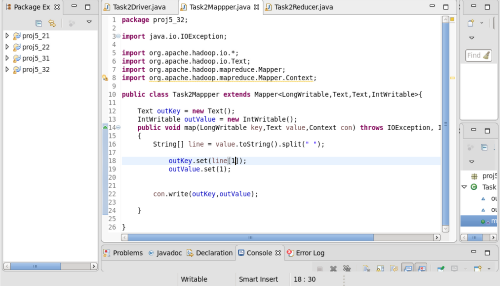 Package Ex
proj5_21
proj5_22
proj5_31
proj5_32
Task2Driver.java
Task2Mappper.java
Task2Reducer.java
1 package proj5_32;
2
3 import java.io.IOException;
4
5 import org.apache.hadoop.io.*;
6 import org.apache.hadoop.io.Text;
7 import org.apache.hadoop.mapreduce.Mapper;
8 import org.apache.hadoop.mapreduce.Mapper.Context;
9
10 public class Task2Mappper extends Mapper<LongWritable,Text,Text,IntWritable>{
11
12 Text outKey = new Text();
13 IntWritable outValue = new IntWritable();
14 public void map(LongWritable key,Text value,Context con) throws IOException, I
15 {
16 String[] line = value.toString().split(" ");
17
18 outKey.set(line[1]);
19 outValue.set(1);
20
21
22 con.write(outKey,outValue);
23
24 }
25
26 }
Find
proj5
Task
ou
ou
m
Problems
Javadoc
Declaration
Console
Error Log
Writable
Smart Insert
18 : 30